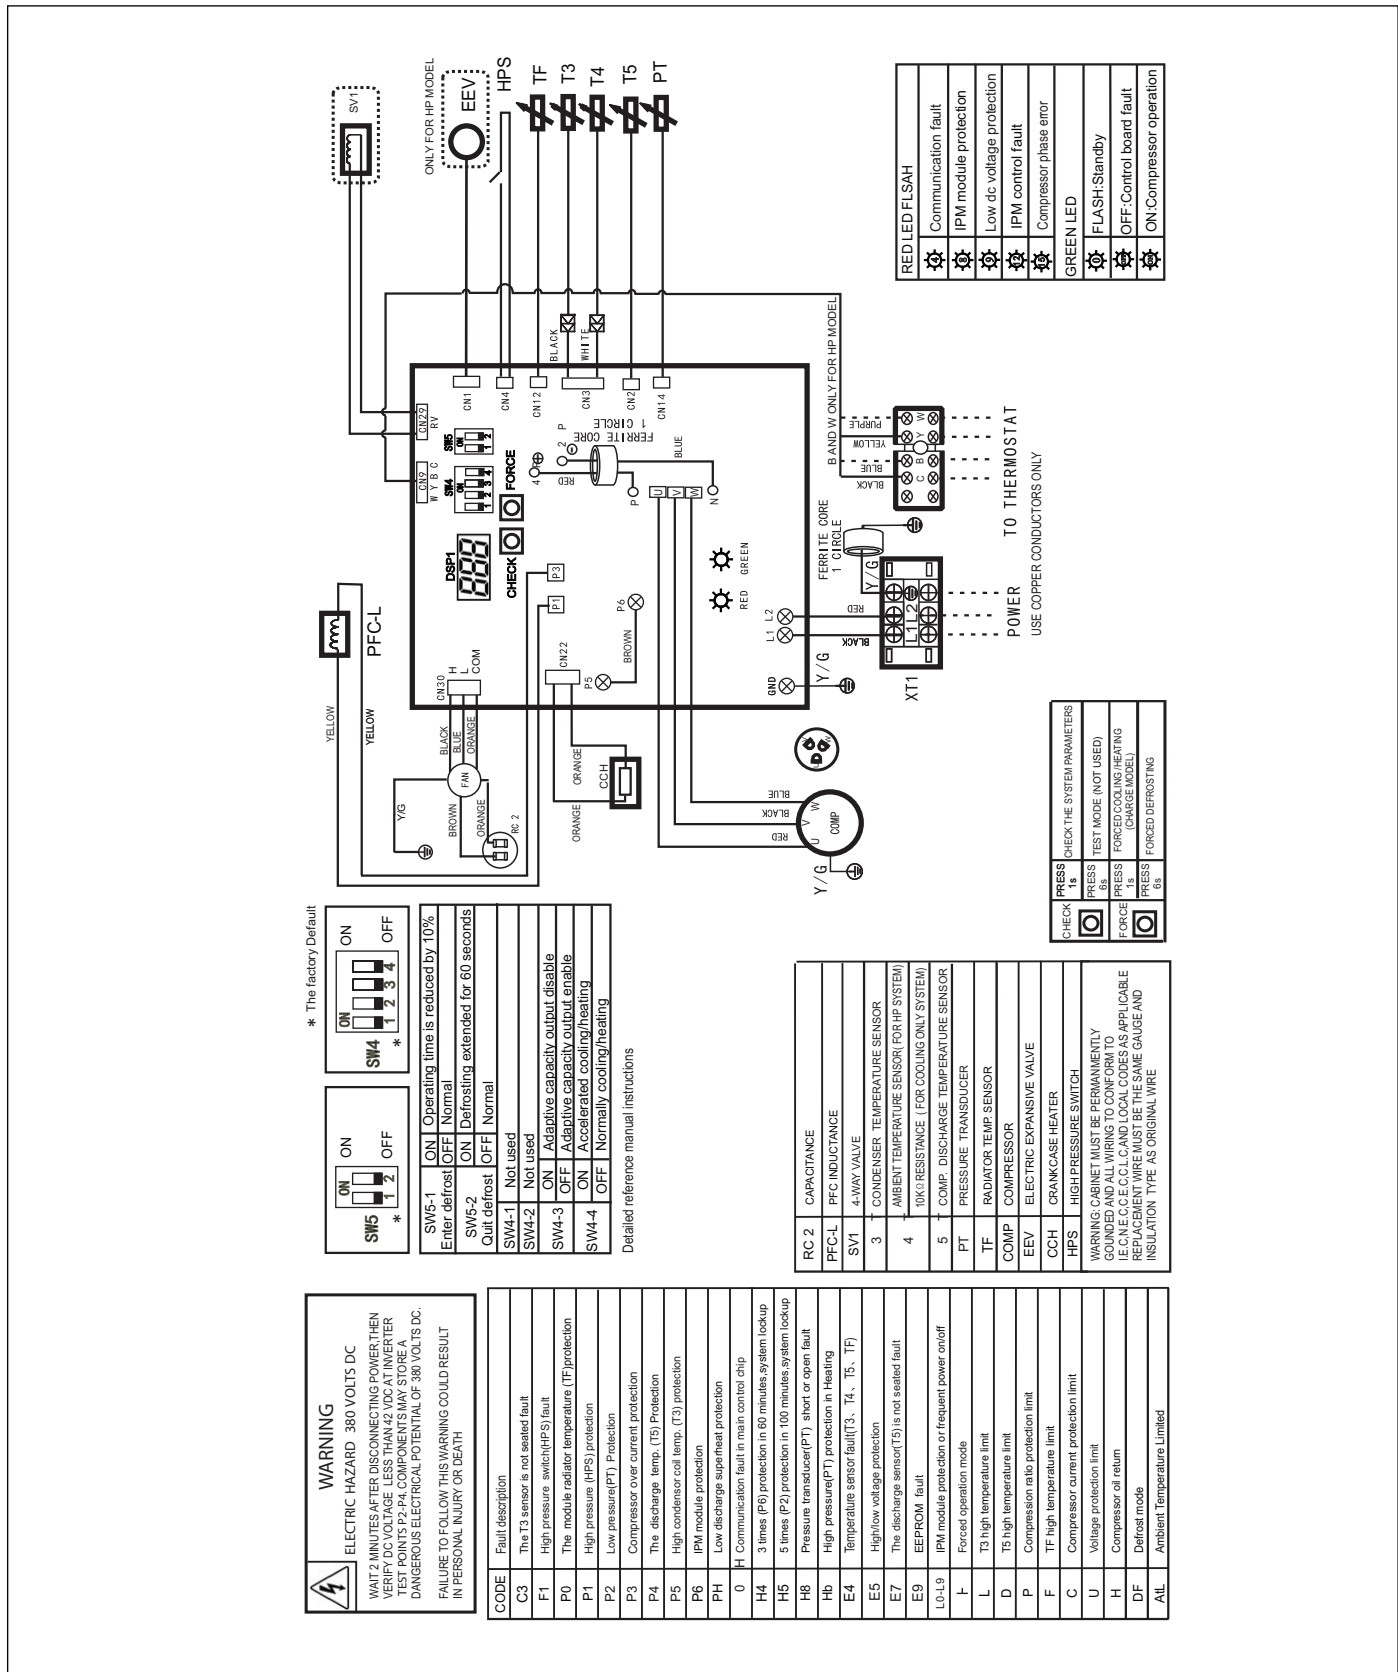 WARNING
ELECTRIC HAZARD 380 VOLTS DC
WAIT 2 MINUTES AFTER DISCONNECTING POWER,THEN
VERIFY DC VOLTAGE LESS THAN 42 VDC AT INVERTER
TEST POINTS P2-P4, COMPONENTS MAY STORE A
DANGEROUS ELECTRICAL POTENTIAL OF 380 VOLTS DC.
FAILURE TO FOLLOW THIS WARNING COULD RESULT
IN PERSONAL INJURY OR DEATH
CODE Fault description
C3 The T3 sensor is not seated fault
F1 High pressure switch(HPS) fault
P0 The module radiator temperature (TF)protection
P1 High pressure (HPS) protection
P2 Low pressure(PT) Protection
P3 Compressor over current protection
P4 The discharge temp. (T5) Protection
P5 High condensor coil temp. (T3) protection
P6 IPM module protection
PH Low discharge superheat protection
0 H Communication fault in main control chip
H4 3 times (P6) protection in 60 minutes,system lockup
H5 5 times (P2) protection in 100 minutes,system lockup
H8 Pressure transducer(PT) short or open fault
Hb High pressure(PT) protection in Heating
E4 Temperature sensor fault(T3、T4、T5、TF)
E5 High/low voltage protection
E7 The discharge sensor(T5) is not seated fault
E9 EEPROM fault
L0-L9 IPM module protection or frequent power on/off
Forced operation mode
L T3 high temperature limit
D T5 high temperature limit
P Compression ratio protection limit
F TF high temperature limit
C Compressor current protection limit
U Voltage protection limit
H Compressor oil return
DF Defrost mode
AtL Ambient Temperature Limited
* The factory Default
SW5
ON
1 2
ON
OFF
*
SW4
ON
1 2 3 4
ON
OFF
*
SW5-1 Enter defrost
ON Operating time is reduced by 10%
OFF Normal
SW5-2 Quit defrost
ON Defrosting extended for 60 seconds
OFF Normal
SW4-1 Not used
SW4-2 Not used
SW4-3
ON Adaptive capacity output disable
OFF Adaptive capacity output enable
SW4-4
ON Accelerated cooling/heating
OFF Normally cooling/heating
Detailed reference manual instructions
RC 2 CAPACITANCE
PFC-L PFC INDUCTANCE
SV1 4-WAY VALVE
3 T CONDENSER TEMPERATURE SENSOR
4 T AMBIENT TEMPERATURE SENSOR( FOR HP SYSTEM)
10KΩ RESISTANCE ( FOR COOLING ONLY SYSTEM)
5 T COMP. DISCHARGE TEMPERATURE SENSOR
PT PRESSURE TRANSDUCER
TF RADIATOR TEMP. SENSOR
COMP COMPRESSOR
EEV ELECTRIC EXPANSIVE VALVE
CCH CRANKCASE HEATER
HPS HIGH PRESSURE SWITCH
WARNING: CABINET MUST BE PERMANMENTLY
GOUNDED AND ALL WIRING TO CONFORM TO
I.E.C,N.E.C,E.C,L.C,AND LOCAL CODES AS APPLICABLE
REPLACEMENT WIRE MUST BE THE SAME GAUGE AND
INSULATION TYPE AS ORIGINAL WIRE
YELLOW
YELLOW
PFC-L
SV1
ONLY FOR HP MODEL
EEV
HPS
TF
T3
T4
T5
PT
Y/G
BROWN
ORANGE
RC 2
FAN
BLACK
BLUE
ORANGE
CN30
H
L
COM
DSP1
888
CHECK
FORCE
SW4
ON
1 2 3 4
SW5
ON
1 2
CN9
W Y B C
CN29
RV
CN1
CN4
CN12
CN3
CN2
CN14
BLACK
WHITE
P1
P3
CN22
P5
P6
BROWN
ORANGE
ORANGE
CCH
4
RED
2
P
FERRITE CORE
1 CIRCLE
P
BLUE
N
U
V
W
RED
BLACK
BLUE
U
V
W
COMP
Y/G
RED
GREEN
L1
L2
GND
Y/G
BLACK
RED
FERRITE CORE
1 CIRCLE
Y/G
XT1
L1 L2
POWER
USE COPPER CONDUCTORS ONLY
B AND W ONLY FOR HP MODEL
BLACK
BLUE
YELLOW
PURPLE
C
B
Y
W
TO THERMOSTAT
CHECK
PRESS 1s CHECK THE SYSTEM PARAMETERS
PRESS 6s TEST MODE (NOT USED)
FORCE
PRESS 1s FORCED COOLING/HEATING (CHARGE MODEL)
PRESS 6s FORCED DEFROSTING
RED LED FLSAH
4 Communication fault
8 IPM module protection
9 Low dc voltage protection
12 IPM control fault
15 Compressor phase error
GREEN LED
FLASH:Standby
OFF:Control board fault
ON:Compressor operation